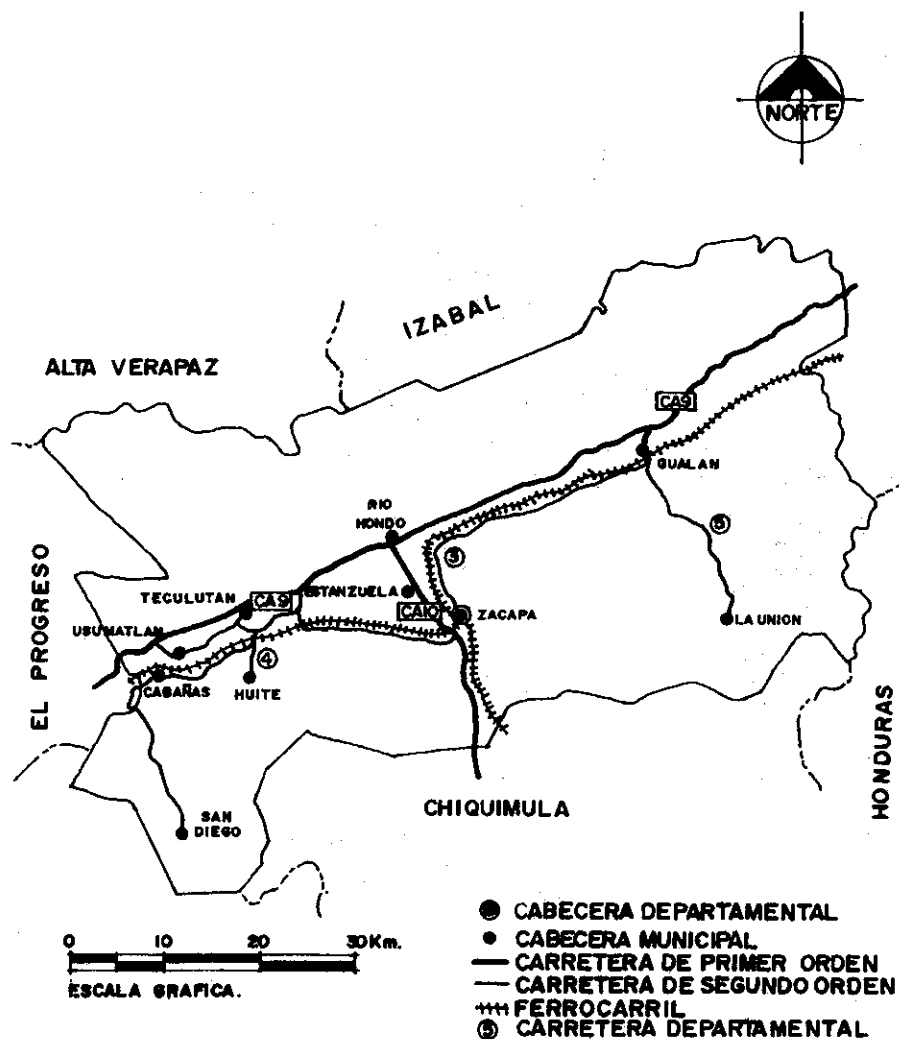 NORTE
IZABAL
ALTA VERAPAZ
CA9
GUALAN
RIO
HONDO
5
3
EL PROGRESO
TECULUTAN
CA9
ESTANZUELA
CA10
ZACAPA
LA UNION
USUMATLAN
4
CABAÑAS
HUITE
HONDURAS
CHIQUIMULA
SAN
DIEGO
0 10 20 30 Km.
ESCALA GRAFICA.
CABECERA DEPARTAMENTAL
CABECERA MUNICIPAL
CARRETERA DE PRIMER ORDEN
CARRETERA DE SEGUNDO ORDEN
FERROCARRIL
5 CARRETERA DEPARTAMENTAL